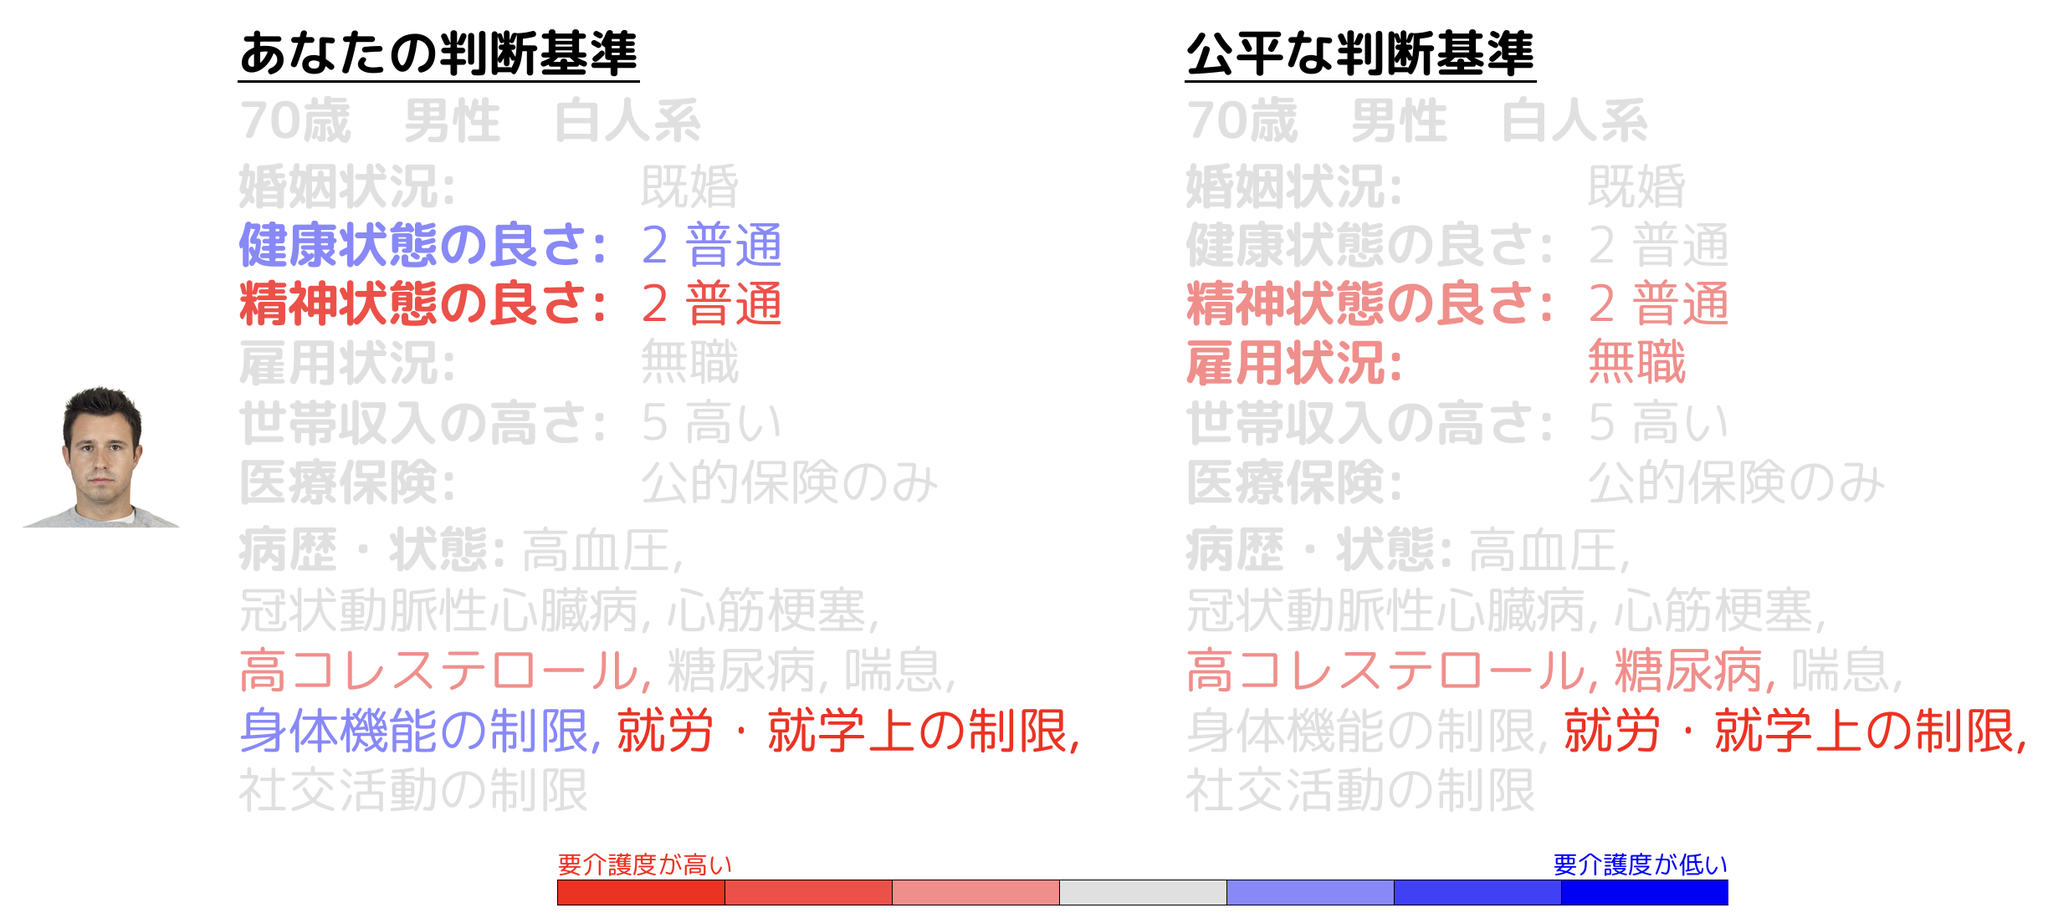 あなたの判断基準
70歳 男性 白人系
婚姻状況: 既婚
健康状態の良さ: 2 普通
精神状態の良さ: 2 普通
雇用状況: 無職
世帯収入の高さ: 5 高い
医療保険: 公的保険のみ
病歴・状態: 高血圧,
冠状動脈性心臓病, 心筋梗塞,
高コレステロール, 糖尿病, 喘息,
身体機能の制限, 就労・就学上の制限,
社交活動の制限
公平な判断基準
70歳 男性 白人系
婚姻状況: 既婚
健康状態の良さ: 2 普通
精神状態の良さ: 2 普通
雇用状況: 無職
世帯収入の高さ: 5 高い
医療保険: 公的保険のみ
病歴・状態: 高血圧,
冠状動脈性心臓病, 心筋梗塞,
高コレステロール, 糖尿病, 喘息,
身体機能の制限, 就労・就学上の制限,
社交活動の制限
要介護度が高い
要介護度が低い